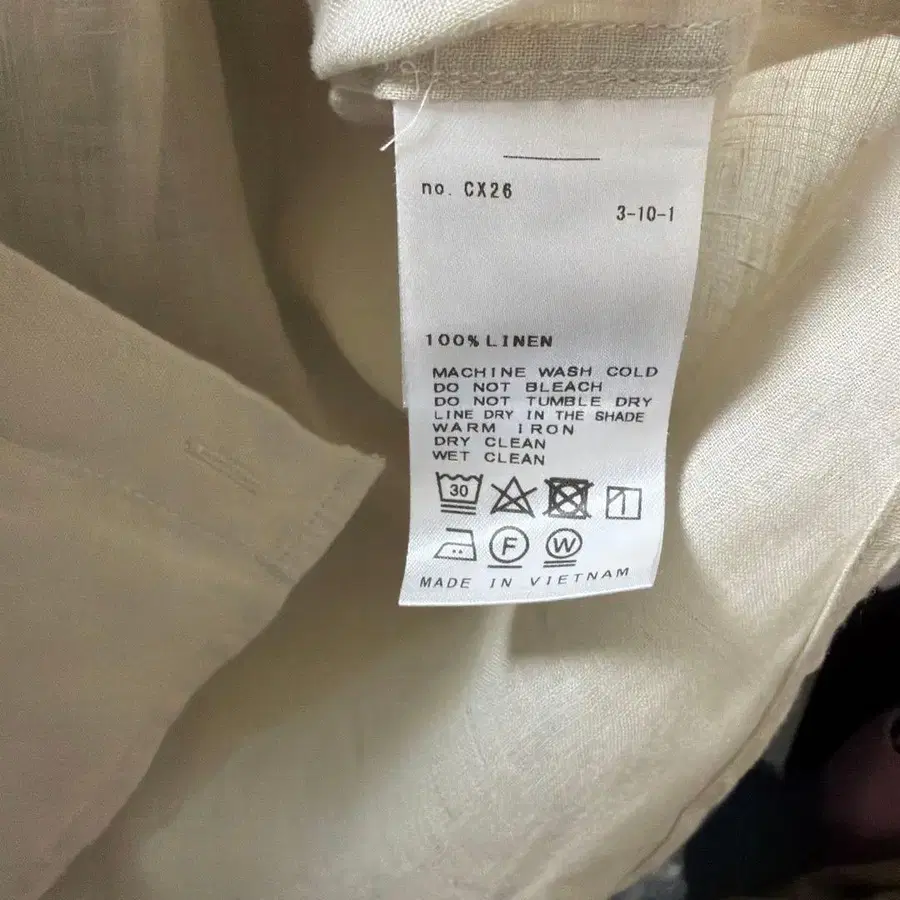 no. CX26
3-10-1
100% LINEN
MACHINE WASH COLD
DO NOT BLEACH
DO NOT TUMBLE DRY
LINE DRY IN THE SHADE
WARM IRON
DRY CLEAN
WET CLEAN
30
F W
MADE IN VIETNAM